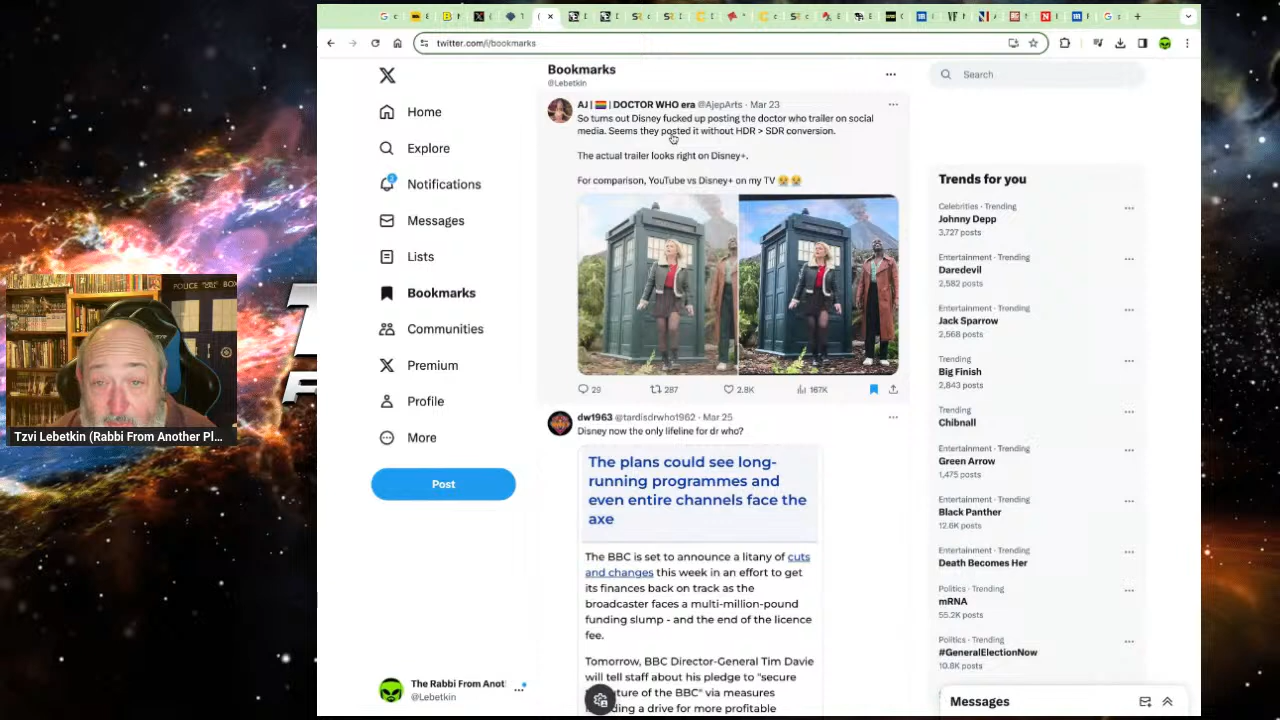 twitter.com/i/bookmarks
Bookmarks
@Lebetkin
Search
Home
Explore
Notifications
2
Messages
Lists
Bookmarks
Communities
Premium
Profile
More
Post
The Rabbi From Anot
@Lebetkin
AJ | 🏳️‍🌈 | DOCTOR WHO era @AjepArts · Mar 23
So turns out Disney fucked up posting the doctor who trailer on social
media. Seems they posted it without HDR > SDR conversion.
The actual trailer looks right on Disney+.
For comparison, YouTube vs Disney+ on my TV 😭😭
29 287 2.8K 167K
dw1963 @tardisdrwho1962 · Mar 25
Disney now the only lifeline for dr who?
The plans could see long-
running programmes and
even entire channels face the
axe
The BBC is set to announce a litany of cuts
and changes this week in an effort to get
its finances back on track as the
broadcaster faces a multi-million-pound
funding slump - and the end of the licence
fee.
Tomorrow, BBC Director-General Tim Davie
will tell staff about his pledge to "secure
of the BBC" via measures
a drive for more profitable
Trends for you
Celebrities · Trending
Johnny Depp
3,727 posts
Entertainment · Trending
Daredevil
2,582 posts
Entertainment · Trending
Jack Sparrow
2,568 posts
Trending
Big Finish
2,843 posts
Trending
Chibnall
Entertainment · Trending
Green Arrow
1,475 posts
Entertainment · Trending
Black Panther
12.6K posts
Entertainment · Trending
Death Becomes Her
Politics · Trending
mRNA
55.2K posts
Politics · Trending
#GeneralElectionNow
10.8K posts
Messages
POLICE BOX
Tzvi Lebetkin (Rabbi From Another Pl...